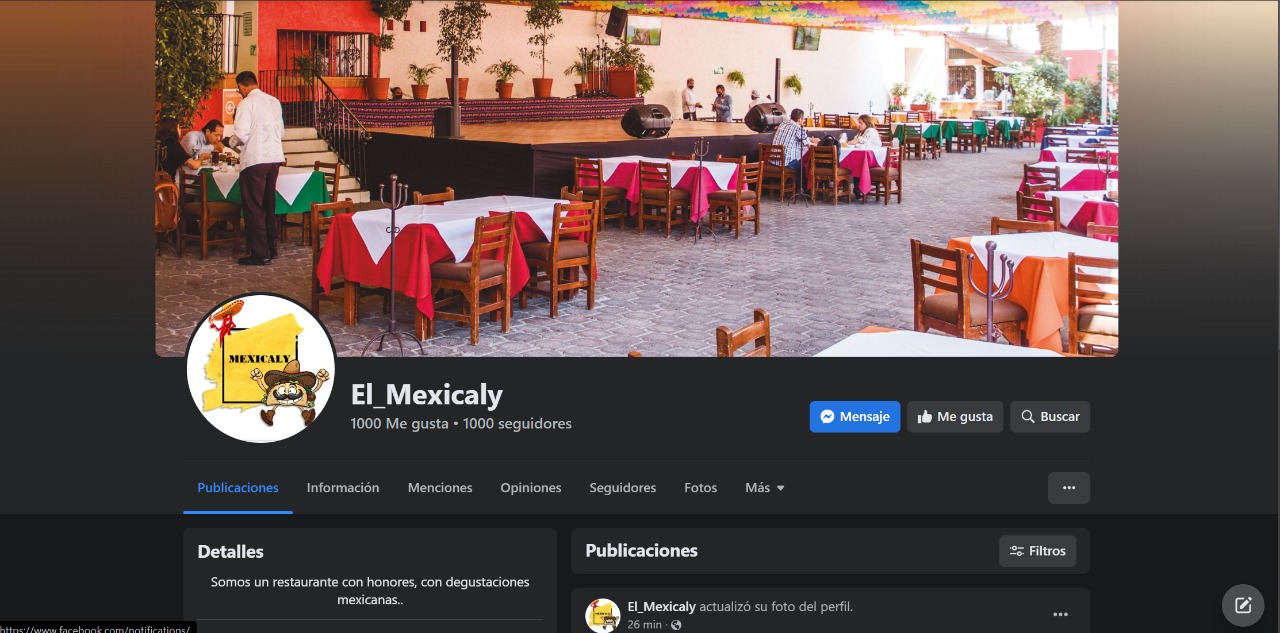 MEXICALY
El_Mexicaly
1000 Me gusta • 1000 seguidores
Mensaje
Me gusta
Buscar
Publicaciones
Información
Menciones
Opiniones
Seguidores
Fotos
Más
Detalles
Somos un restaurante con honores, con degustaciones
mexicanas..
Publicaciones
Filtros
El_Mexicaly actualizó su foto del perfil.
26 min ·
https://www.facebook.com/notifications/